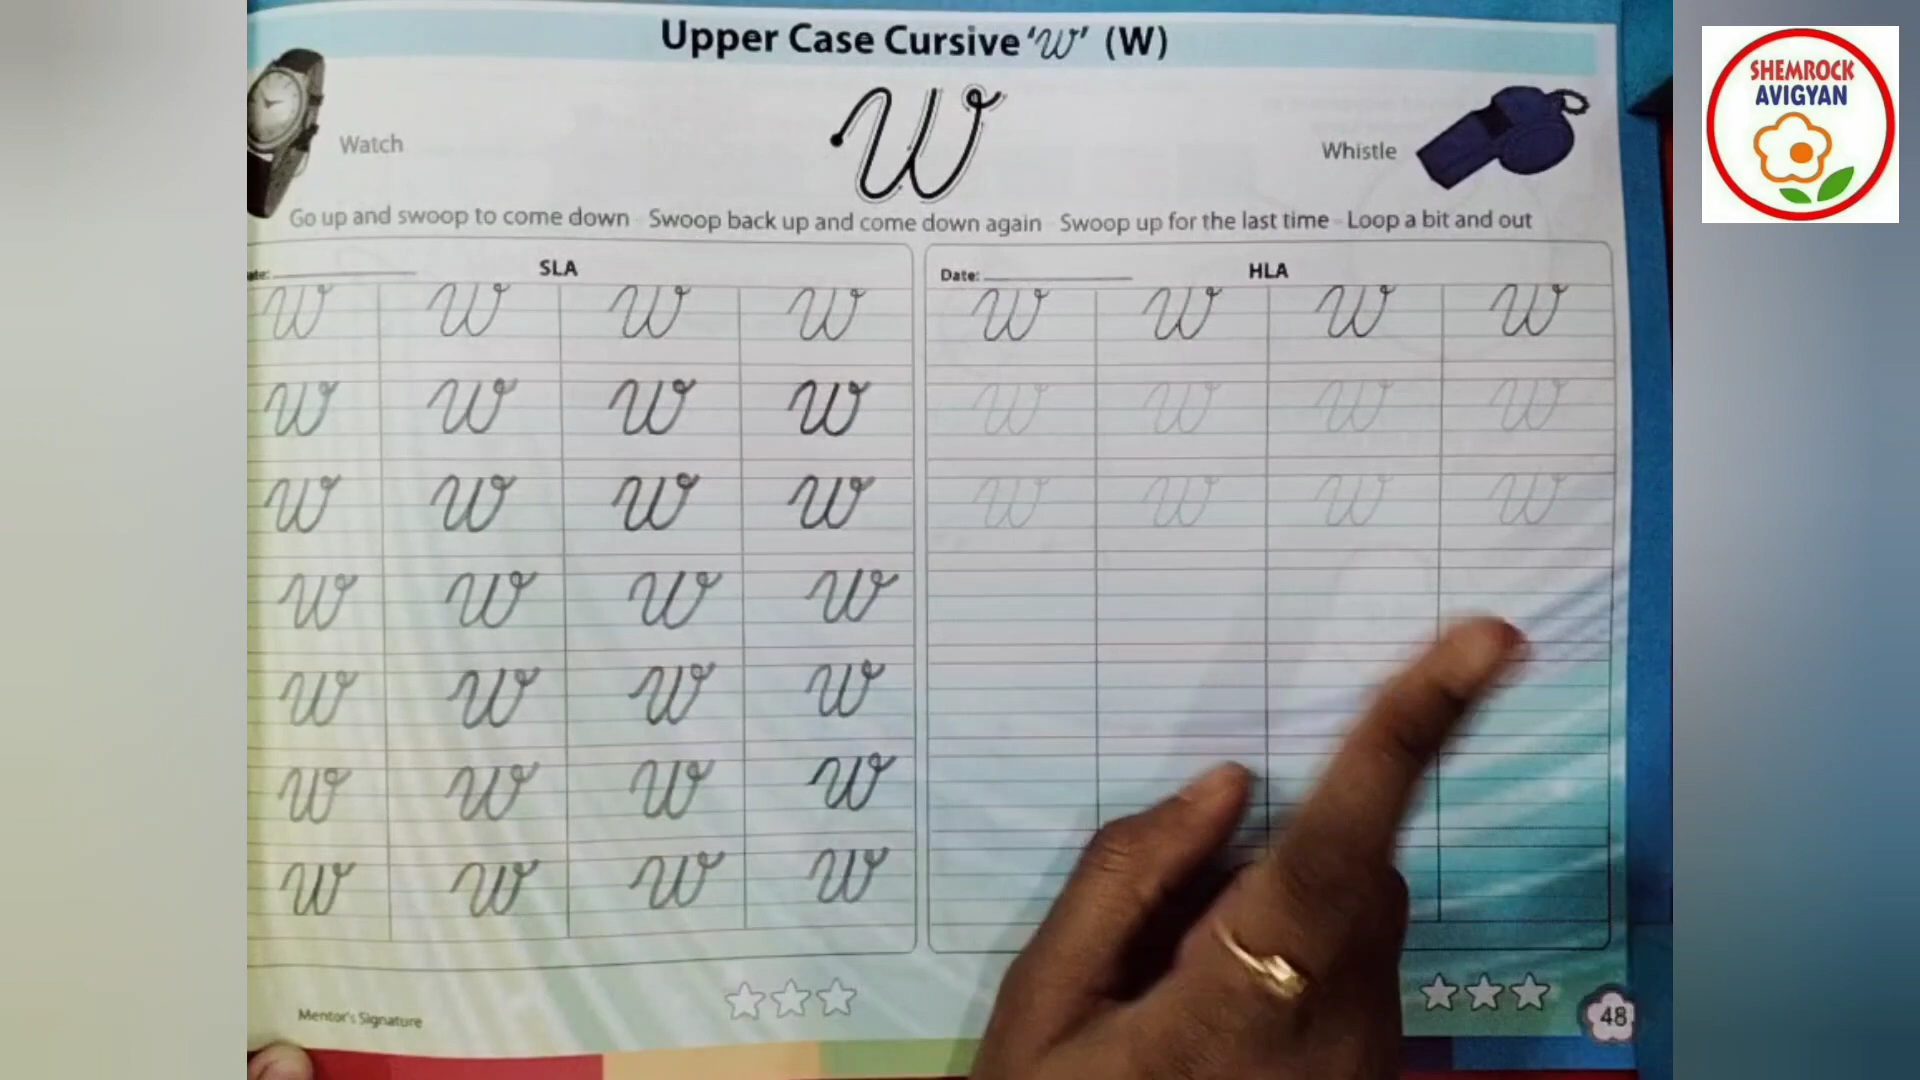 Upper Case Cursive 'W' (W)
SHEMROCK
AVIGYAN
W
Watch
Whistle
Go up and swoop to come down Swoop back up and come down again Swoop up for the last time Loop a bit and out
ate: SLA
Date: HLA
W W W W W W W W
W W W W W W W W
W W W W W W W W
W W W W
W W W W
W W W W
W W W W
Mentor's Signature
48